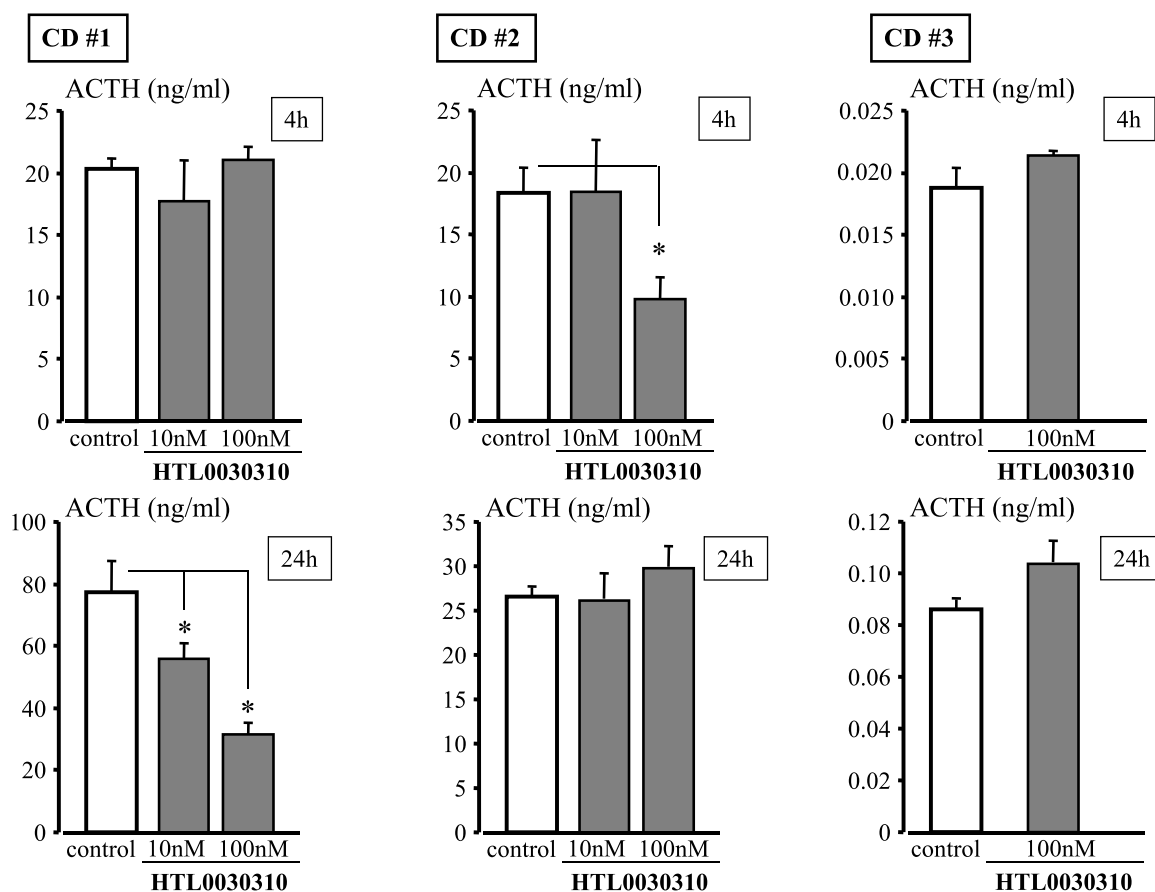 CD #1
ACTH (ng/ml)
4h
25
20
15
10
5
0
control 10nM 100nM
HTL0030310
CD #2
ACTH (ng/ml)
4h
25
20
15
10
5
0
*
control 10nM 100nM
HTL0030310
CD #3
ACTH (ng/ml)
4h
0.025
0.020
0.015
0.010
0.005
0
control 100nM
HTL0030310
ACTH (ng/ml)
24h
100
80
60
40
20
0
*
*
control 10nM 100nM
HTL0030310
ACTH (ng/ml)
24h
35
30
25
20
15
10
5
0
control 10nM 100nM
HTL0030310
ACTH (ng/ml)
24h
0.12
0.10
0.08
0.06
0.04
0.02
0
control 100nM
HTL0030310